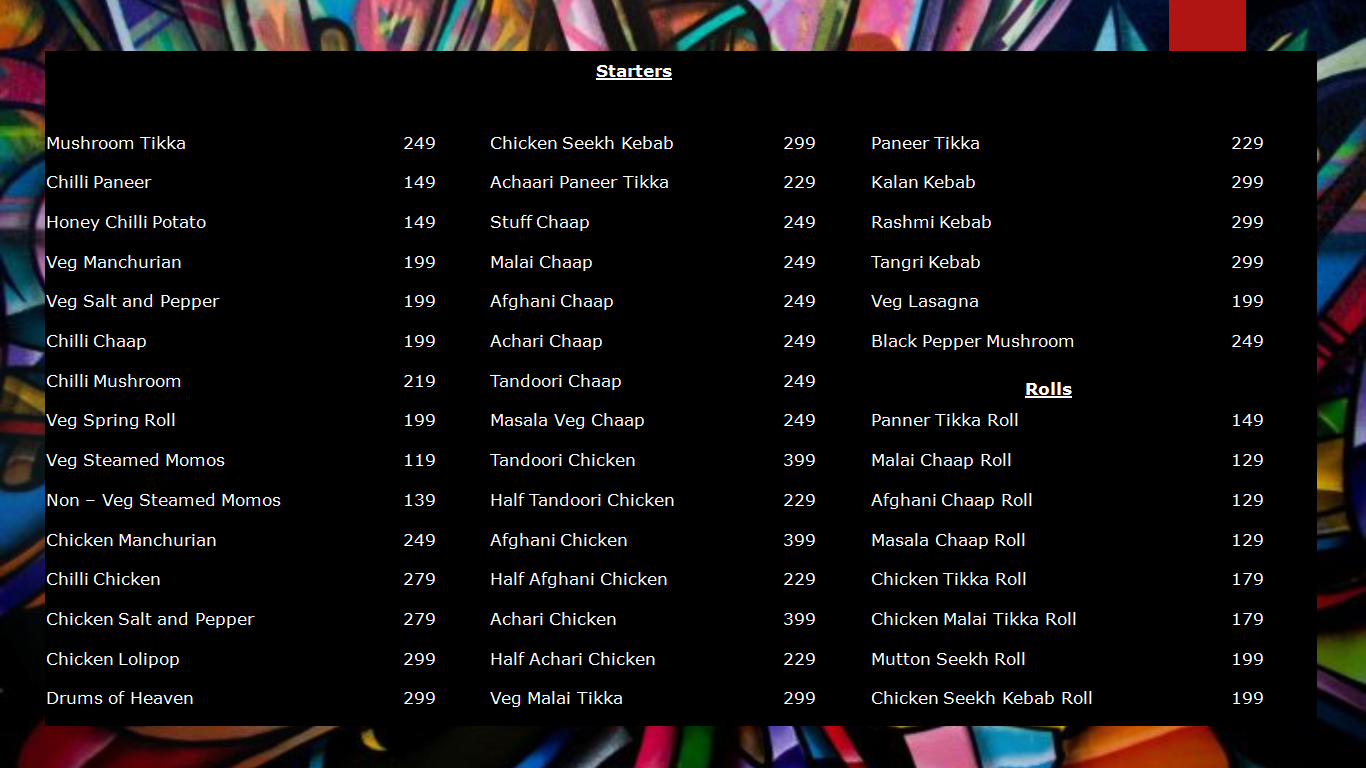 Starters
Mushroom Tikka 249 Chicken Seekh Kebab 299 Paneer Tikka 229
Chilli Paneer 149 Achaari Paneer Tikka 229 Kalan Kebab 299
Honey Chilli Potato 149 Stuff Chaap 249 Rashmi Kebab 299
Veg Manchurian 199 Malai Chaap 249 Tangri Kebab 299
Veg Salt and Pepper 199 Afghani Chaap 249 Veg Lasagna 199
Chilli Chaap 199 Achari Chaap 249 Black Pepper Mushroom 249
Chilli Mushroom 219 Tandoori Chaap 249 Rolls
Veg Spring Roll 199 Masala Veg Chaap 249 Panner Tikka Roll 149
Veg Steamed Momos 119 Tandoori Chicken 399 Malai Chaap Roll 129
Non – Veg Steamed Momos 139 Half Tandoori Chicken 229 Afghani Chaap Roll 129
Chicken Manchurian 249 Afghani Chicken 399 Masala Chaap Roll 129
Chilli Chicken 279 Half Afghani Chicken 229 Chicken Tikka Roll 179
Chicken Salt and Pepper 279 Achari Chicken 399 Chicken Malai Tikka Roll 179
Chicken Lolipop 299 Half Achari Chicken 229 Mutton Seekh Roll 199
Drums of Heaven 299 Veg Malai Tikka 299 Chicken Seekh Kebab Roll 199